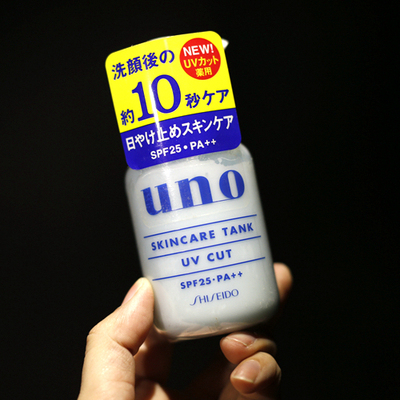 洗顔後の
NEW!
UVカット
薬用
約10秒ケア
日やけ止めスキンケア
SPF25・PA++
uno
SKINCARE TANK
UV CUT
SPF25・PA++
SHISEIDO